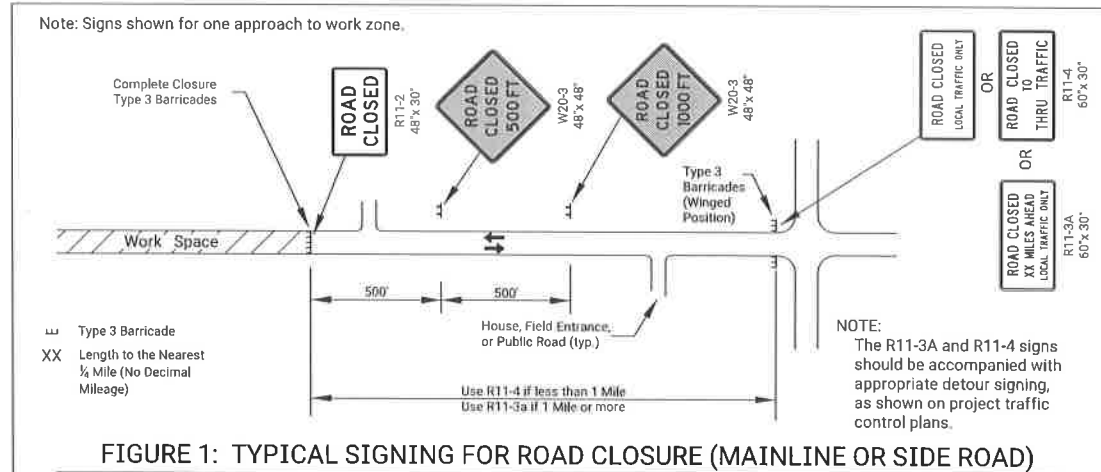 Note: Signs shown for one approach to work zone.
Complete Closure
Type 3 Barricades
ROAD
CLOSED
R11-2
48"x 30"
ROAD
CLOSED
500FT
W20-3
48"x 48"
ROAD
CLOSED
1000FT
W20-3
48"x 48"
Type 3
Barricades
(Winged
Position)
ROAD CLOSED
LOCAL TRAFFIC ONLY
OR
ROAD CLOSED
TO
THRU TRAFFIC
R11-4
60"x 30"
OR
ROAD CLOSED
XX MILES AHEAD
LOCAL TRAFFIC ONLY
R11-3A
60"x 30"
Work Space
500'
500'
House, Field Entrance,
or Public Road (typ.)
Type 3 Barricade
XX Length to the Nearest
¼ Mile (No Decimal
Mileage)
Use R11-4 if less than 1 Mile
Use R11-3a if 1 Mile or more
NOTE:
The R11-3A and R11-4 signs
should be accompanied with
appropriate detour signing,
as shown on project traffic
control plans.
FIGURE 1: TYPICAL SIGNING FOR ROAD CLOSURE (MAINLINE OR SIDE ROAD)